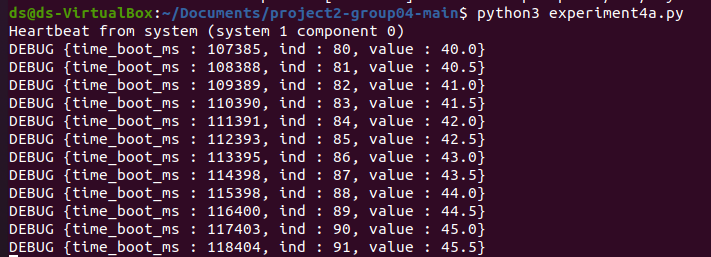 ds@ds-VirtualBox:~/Documents/project2-group04-main$ python3 experiment4a.py
Heartbeat from system (system 1 component 0)
DEBUG {time_boot_ms : 107385, ind : 80, value : 40.0}
DEBUG {time_boot_ms : 108388, ind : 81, value : 40.5}
DEBUG {time_boot_ms : 109389, ind : 82, value : 41.0}
DEBUG {time_boot_ms : 110390, ind : 83, value : 41.5}
DEBUG {time_boot_ms : 111391, ind : 84, value : 42.0}
DEBUG {time_boot_ms : 112393, ind : 85, value : 42.5}
DEBUG {time_boot_ms : 113395, ind : 86, value : 43.0}
DEBUG {time_boot_ms : 114398, ind : 87, value : 43.5}
DEBUG {time_boot_ms : 115398, ind : 88, value : 44.0}
DEBUG {time_boot_ms : 116400, ind : 89, value : 44.5}
DEBUG {time_boot_ms : 117403, ind : 90, value : 45.0}
DEBUG {time_boot_ms : 118404, ind : 91, value : 45.5}